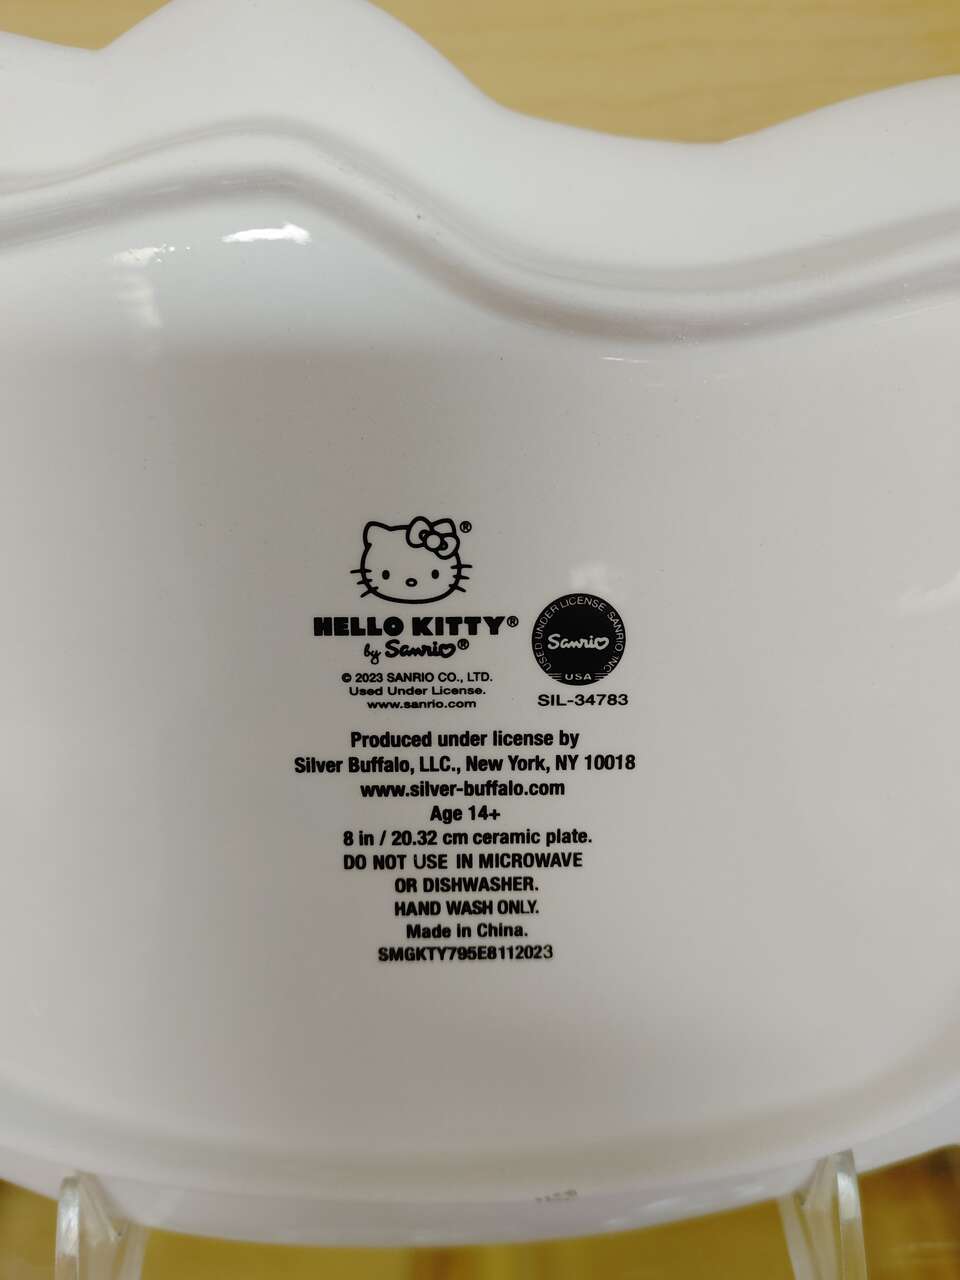 ®
HELLO KITTY®
by Sanrio®
© 2023 SANRIO CO., LTD.
Used Under License.
www.sanrio.com
USED UNDER LICENSE SANRIO INC.
Sanrio
USA
SIL-34783
Produced under license by
Silver Buffalo, LLC., New York, NY 10018
www.silver-buffalo.com
Age 14+
8 in / 20.32 cm ceramic plate.
DO NOT USE IN MICROWAVE
OR DISHWASHER.
HAND WASH ONLY.
Made in China.
SMGKTY795E8112023